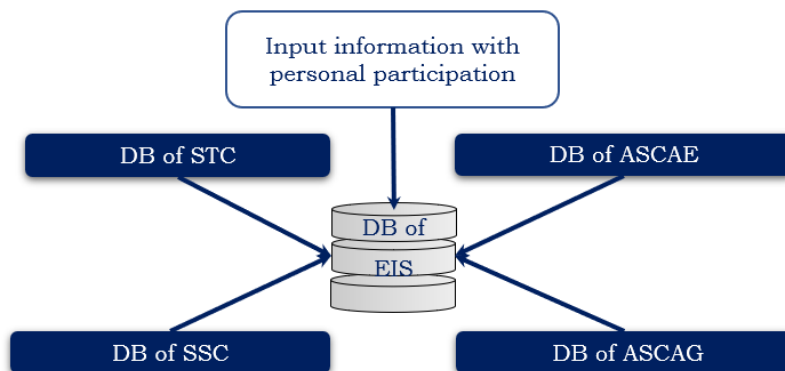 Input information with
personal participation
DB of STC
DB of ASCAE
DB of
EIS
DB of SSC
DB of ASCAG